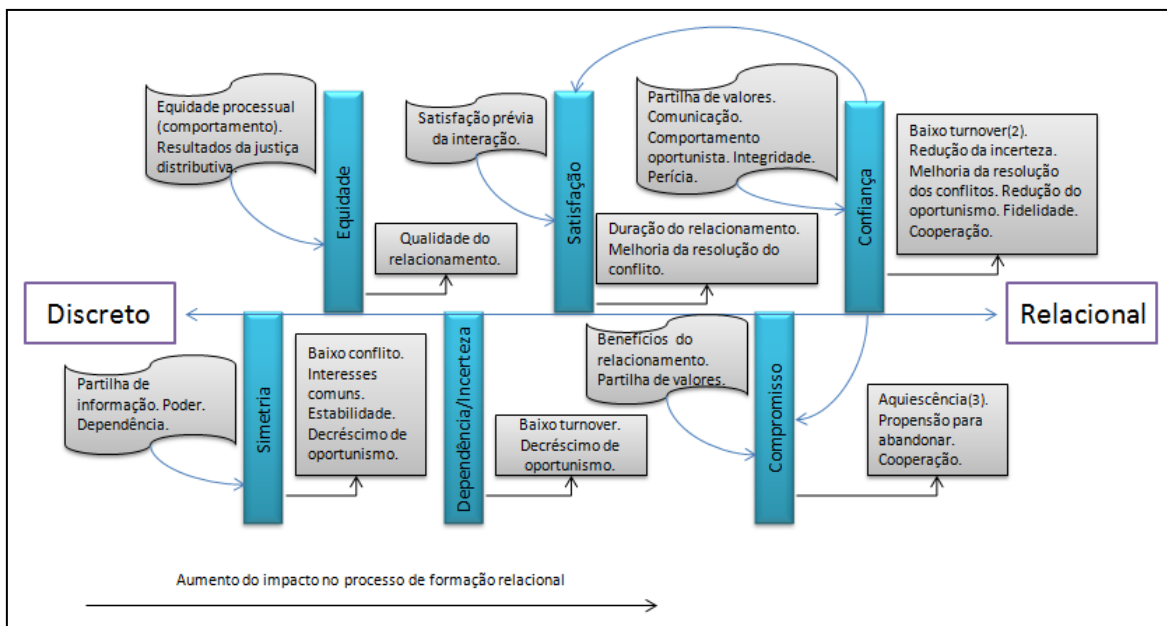 Equidade processual
(comportamento).
Resultados da justiça
distributiva.
Equidade
Qualidade do
relacionamento.
Satisfação prévia
da interação.
Satisfação
Duração do relacionamento.
Melhoria da resolução do
conflito.
Partilha de valores.
Comunicação.
Comportamento
oportunista. Integridade.
Perícia.
Confiança
Baixo turnover(2).
Redução da incerteza.
Melhoria da resolução
dos conflitos. Redução do
oportunismo. Fidelidade.
Cooperação.
Discreto
Relacional
Partilha de
informação. Poder.
Dependência.
Simetria
Baixo conflito.
Interesses
comuns.
Estabilidade.
Decréscimo de
oportunismo.
Dependência/Incerteza
Baixo turnover.
Decréscimo de
oportunismo.
Benefícios do
relacionamento.
Partilha de valores.
Compromisso
Aquiescência(3).
Propensão para
abandonar.
Cooperação.
Aumento do impacto no processo de formação relacional